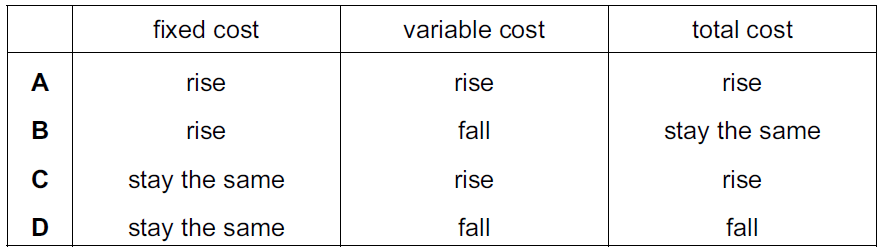 fixed cost variable cost total cost
A rise rise rise
B rise fall stay the same
C stay the same rise rise
D stay the same fall fall